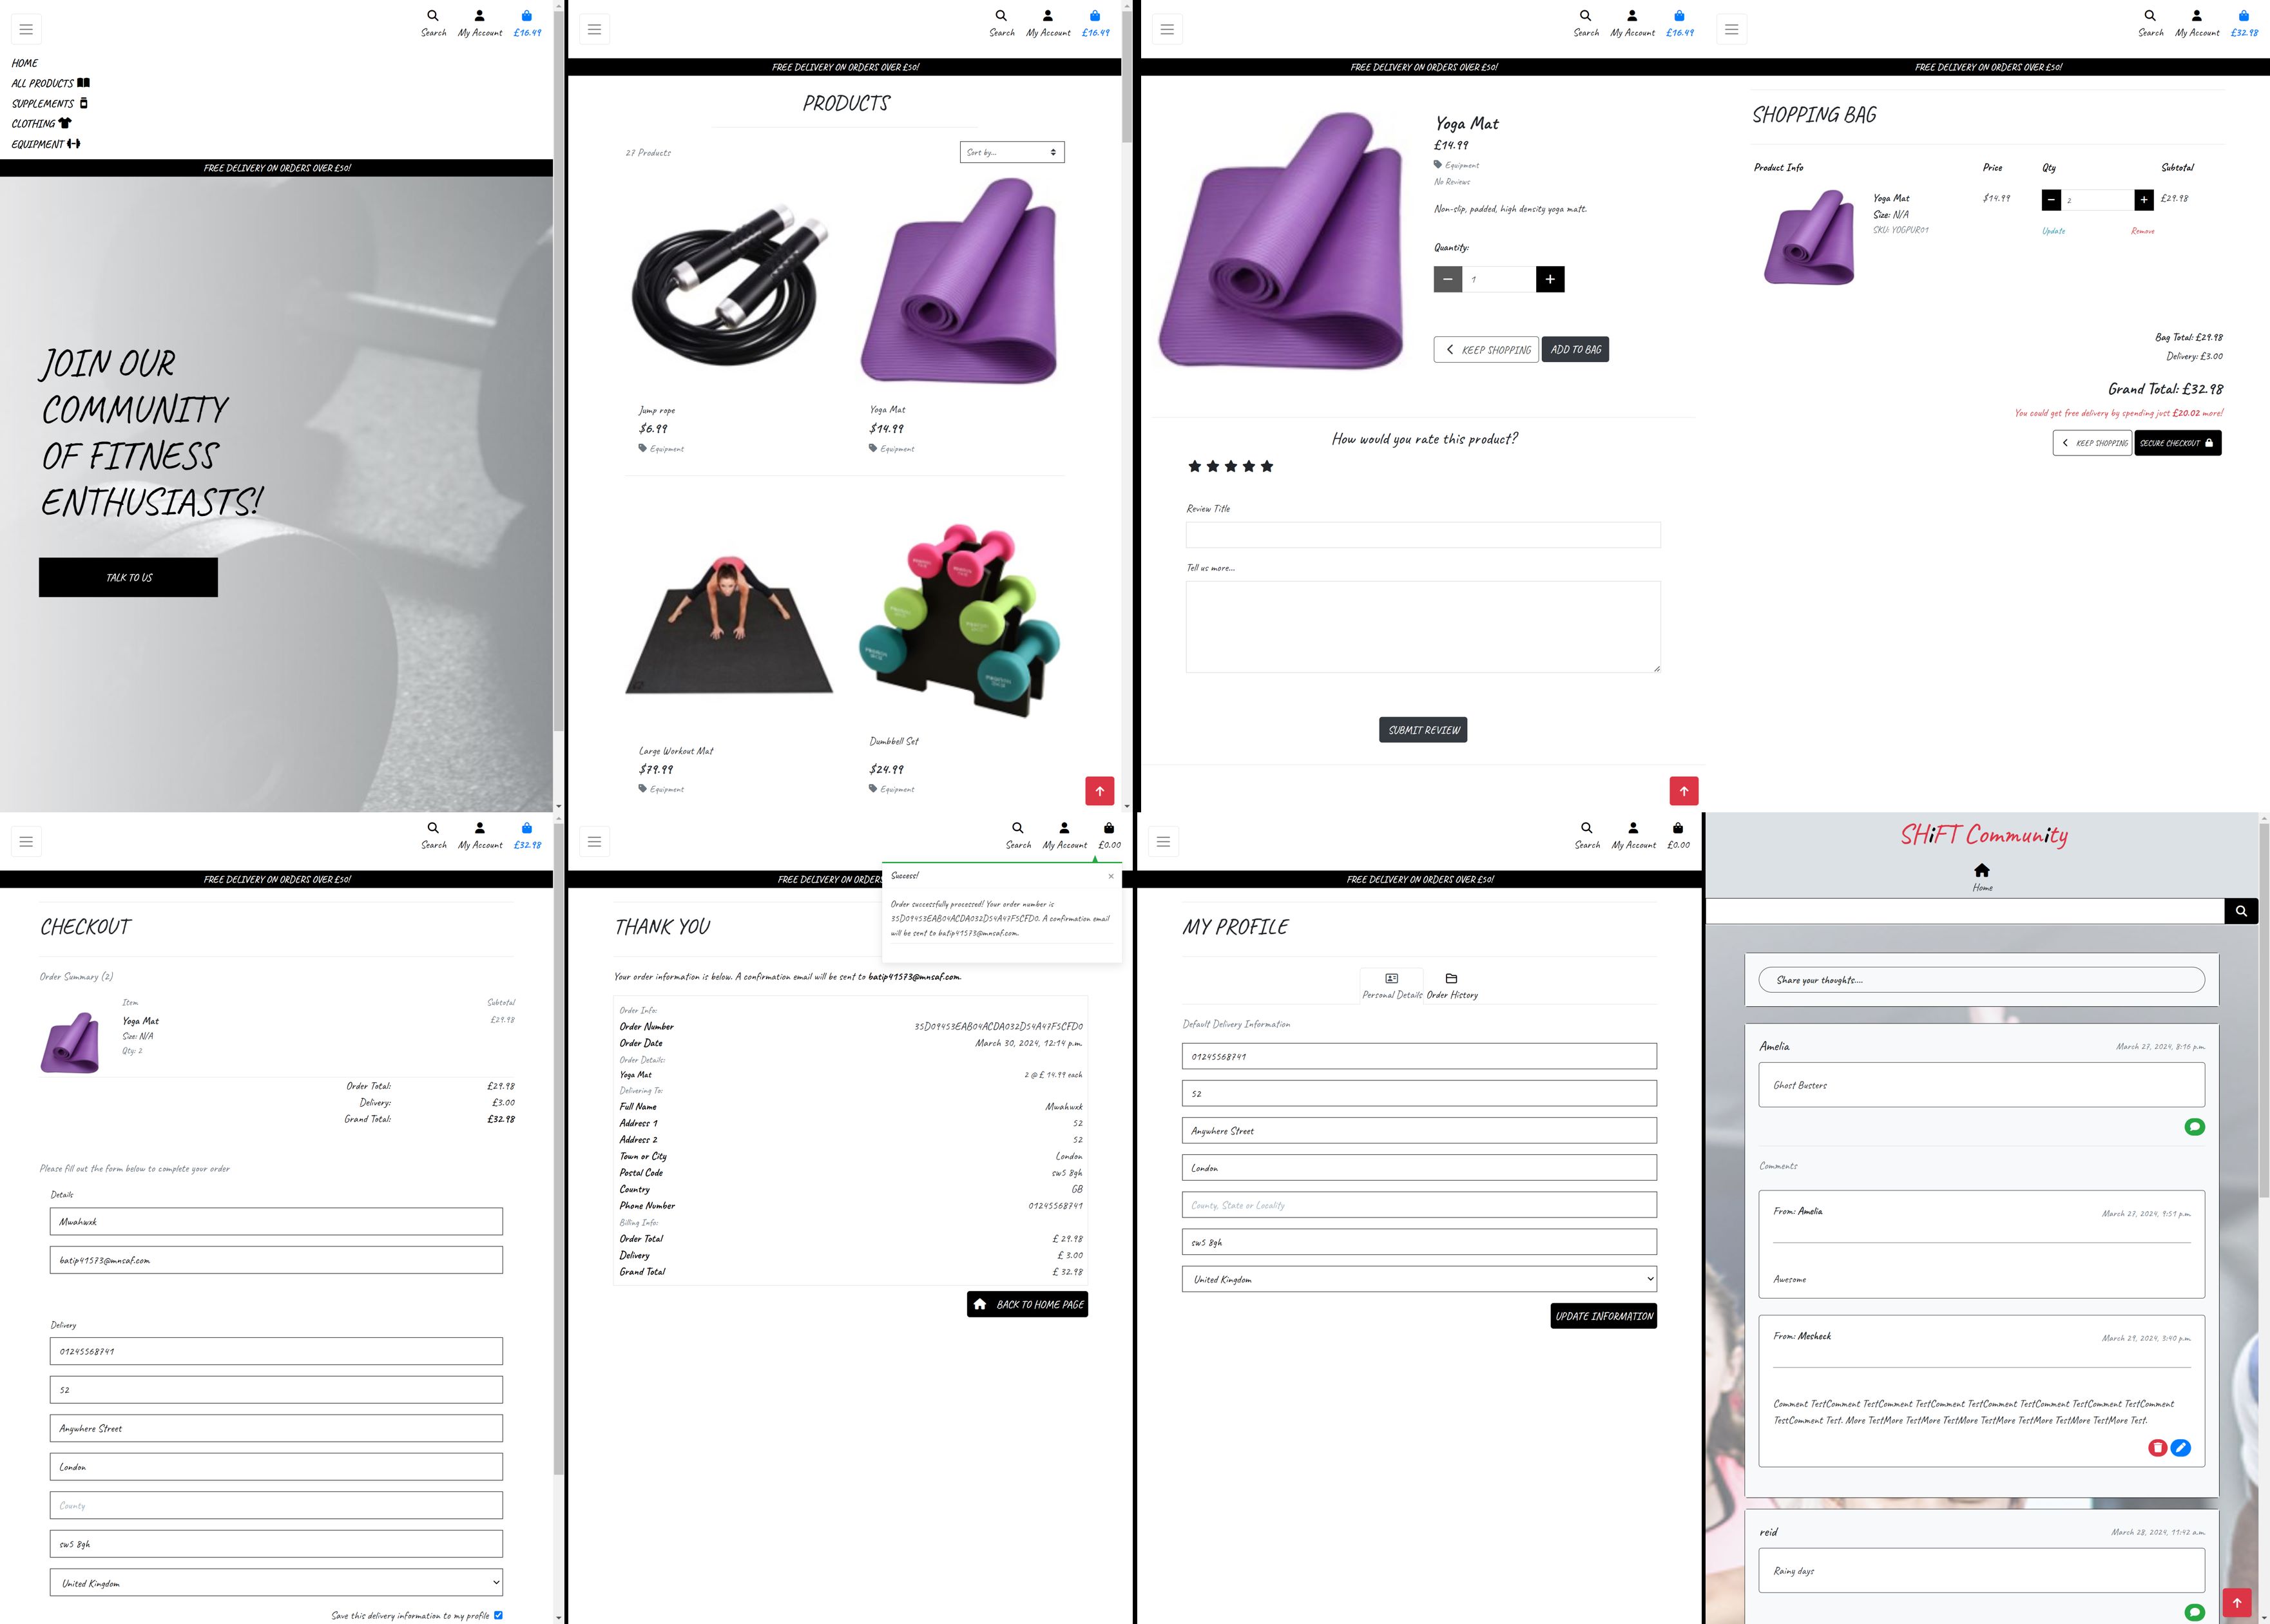 Search My Account £16.49
HOME
ALL PRODUCTS
SUPPLEMENTS
CLOTHING
EQUIPMENT
FREE DELIVERY ON ORDERS OVER £50!
JOIN OUR
COMMUNITY
OF FITNESS
ENTHUSIASTS!
TALK TO US
Search My Account £16.49
FREE DELIVERY ON ORDERS OVER £50!
PRODUCTS
27 Products
Sort by...
Jump rope
$6.99
Equipment
Yoga Mat
$14.99
Equipment
Large Workout Mat
$79.99
Equipment
Dumbbell Set
$24.99
Equipment
Search My Account £16.49
FREE DELIVERY ON ORDERS OVER £50!
Yoga Mat
£14.99
Equipment
No Reviews
Non-slip, padded, high density yoga matt.
Quantity:
1
KEEP SHOPPING ADD TO BAG
How would you rate this product?
Review Title
Tell us more...
SUBMIT REVIEW
Search My Account £32.98
FREE DELIVERY ON ORDERS OVER £50!
SHOPPING BAG
Product Info Price Qty Subtotal
Yoga Mat $14.99 2 £29.98
Size: N/A
SKU: YOGPUR01
Update Remove
Bag Total: £29.98
Delivery: £3.00
Grand Total: £32.98
You could get free delivery by spending just £20.02 more!
KEEP SHOPPING SECURE CHECKOUT
Search My Account £32.98
FREE DELIVERY ON ORDERS OVER £50!
CHECKOUT
Order Summary (2)
Item Subtotal
Yoga Mat £29.98
Size: N/A
Qty: 2
Order Total: £29.98
Delivery: £3.00
Grand Total: £32.98
Please fill out the form below to complete your order
Details
Mwahwxk
batip41573@mnsaf.com
Delivery
01245568741
52
Anywhere Street
London
County
sw5 8gh
United Kingdom
Save this delivery information to my profile
Search My Account £0.00
FREE DELIVERY ON ORDERS
Success! ×
Order successfully processed! Your order number is
35D09453EAB04ACDA032D54A47F5CFD0. A confirmation email
will be sent to batip41573@mnsaf.com.
THANK YOU
Your order information is below. A confirmation email will be sent to batip41573@mnsaf.com.
Order Info:
Order Number 35D09453EAB04ACDA032D54A47F5CFD0
Order Date March 30, 2024, 12:14 p.m.
Order Details:
Yoga Mat 2 @ £ 14.99 each
Delivering To:
Full Name Mwahwxk
Address 1 52
Address 2 52
Town or City London
Postal Code sw5 8gh
Country GB
Phone Number 01245568741
Billing Info:
Order Total £ 29.98
Delivery £ 3.00
Grand Total £ 32.98
BACK TO HOME PAGE
Search My Account £0.00
FREE DELIVERY ON ORDERS OVER £50!
MY PROFILE
Personal Details Order History
Default Delivery Information
01245568741
52
Anywhere Street
London
County, State or Locality
sw5 8gh
United Kingdom
UPDATE INFORMATION
SHiFT Community
Home
Share your thoughts....
Amelia March 27, 2024, 8:16 p.m.
Ghost Busters
Comments
From: Amelia March 27, 2024, 9:51 p.m.
Awesome
From: Mosheck March 29, 2024, 3:40 p.m.
Comment TestComment TestComment TestComment TestComment TestComment TestComment TestComment
TestComment Test. More TestMore TestMore TestMore TestMore TestMore TestMore TestMore Test.
reid March 28, 2024, 11:42 a.m.
Rainy days